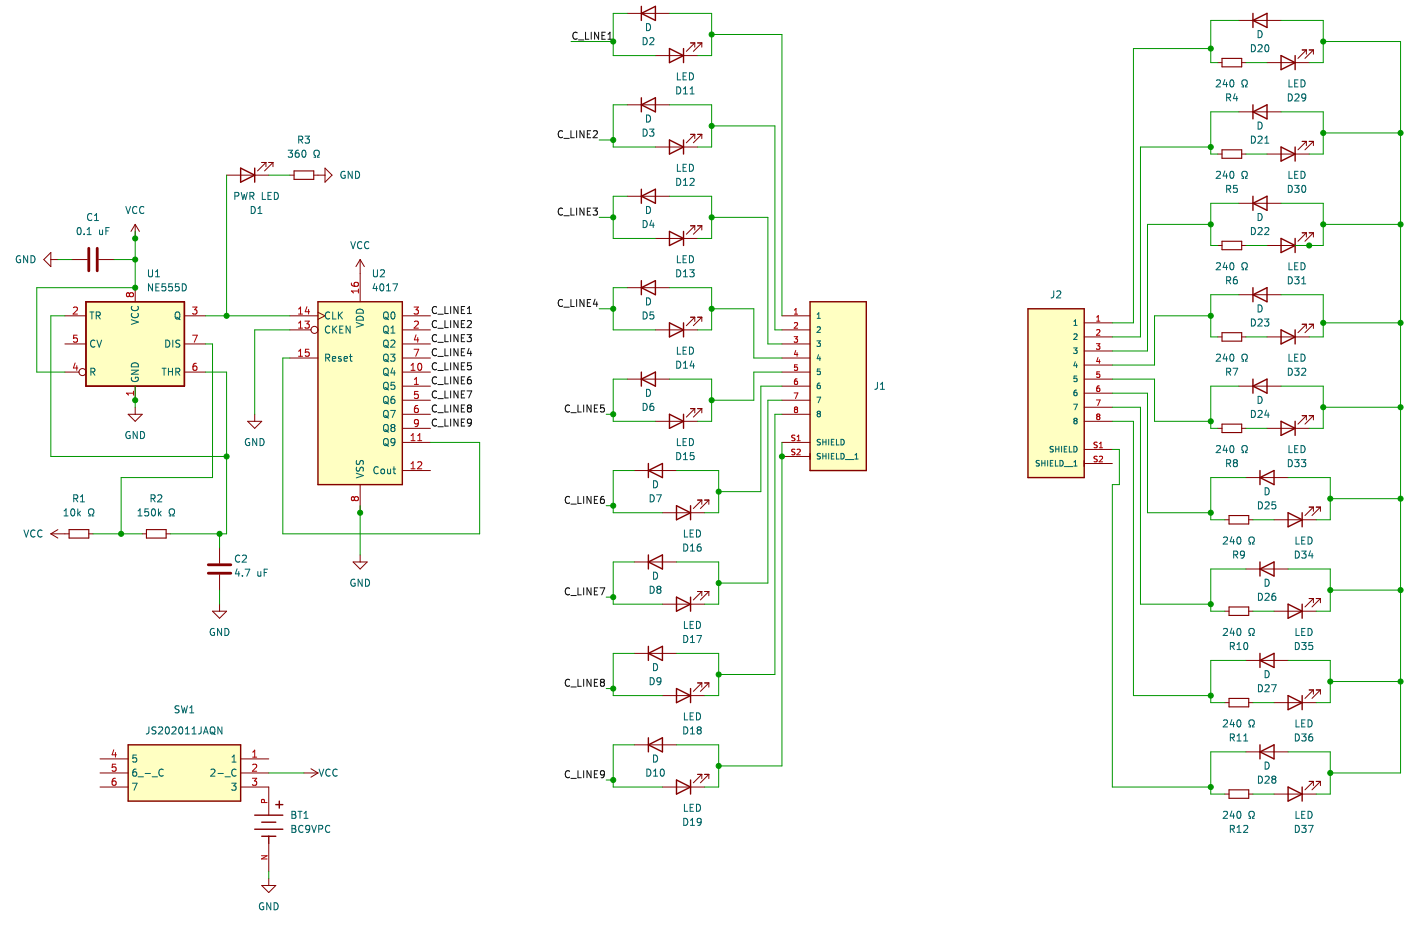 R3
360 Ω
GND
PWR LED
D1
VCC
C1
0.1 uF
GND
U1
NE555D
8
VCC
2 TR
Q 3
5 CV
DIS 7
4 R
THR 6
GND
1
GND
R1
10k Ω
R2
150k Ω
VCC
C2
4.7 uF
GND
VCC
U2
4017
16
VDD
14 CLK
13 CKEN
15 Reset
Q0 3 C_LINE1
Q1 2 C_LINE2
Q2 4 C_LINE3
Q3 7 C_LINE4
Q4 10 C_LINE5
Q5 1 C_LINE6
Q6 5 C_LINE7
Q7 6 C_LINE8
Q8 9 C_LINE9
Q9 11
Cout 12
VSS
8
GND
GND
SW1
JS202011JAQN
4 5
5 6_-_C
6 7
1 1
2-_C 2
3 3
VCC
P
+
BT1
BC9VPC
N
GND
C_LINE1
D
D2
LED
D11
C_LINE2
D
D3
LED
D12
C_LINE3
D
D4
LED
D13
C_LINE4
D
D5
LED
D14
C_LINE5
D
D6
LED
D15
C_LINE6
D
D7
LED
D16
C_LINE7
D
D8
LED
D17
C_LINE8
D
D9
LED
D18
C_LINE9
D
D10
LED
D19
1 1
2 2
3 3
4 4
5 5
6 6
7 7
8 8
S1 SHIELD
S2 SHIELD__1
J1
J2
1 1
2 2
3 3
4 4
5 5
6 6
7 7
8 8
SHIELD S1
SHIELD__1 S2
D
D20
240 Ω
R4
LED
D29
D
D21
240 Ω
R5
LED
D30
D
D22
240 Ω
R6
LED
D31
D
D23
240 Ω
R7
LED
D32
D
D24
240 Ω
R8
LED
D33
D
D25
240 Ω
R9
LED
D34
D
D26
240 Ω
R10
LED
D35
D
D27
240 Ω
R11
LED
D36
D
D28
240 Ω
R12
LED
D37